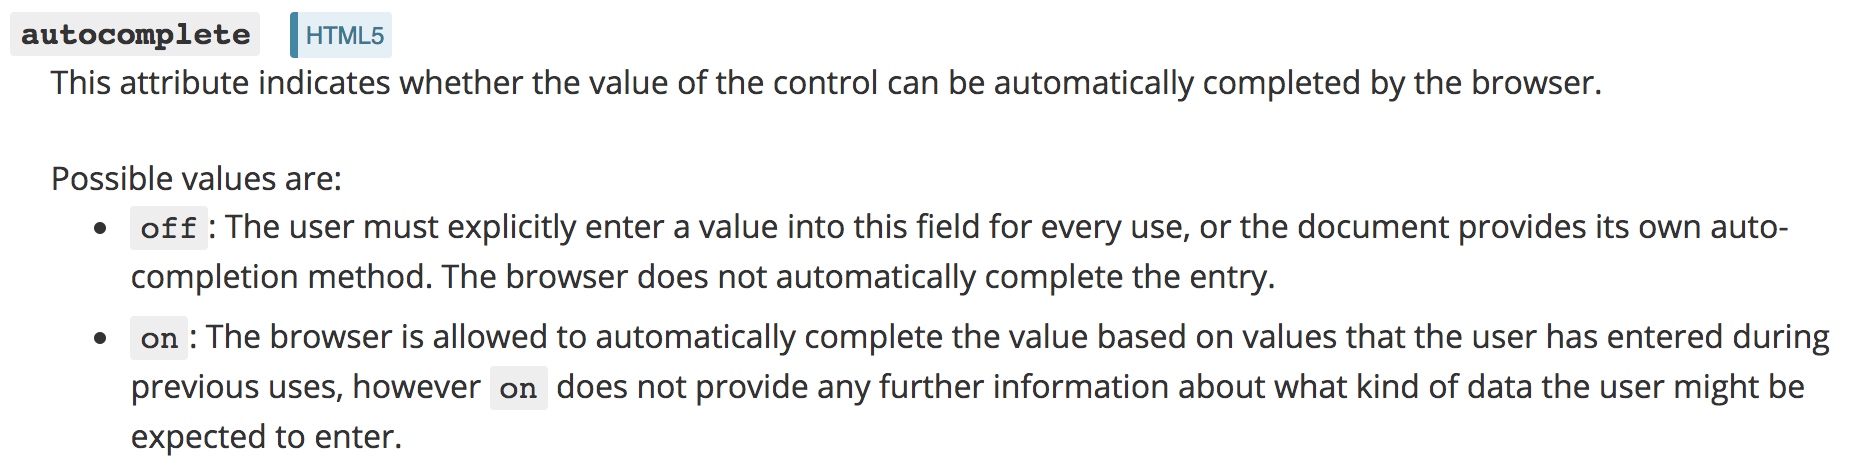 autocomplete HTML5
This attribute indicates whether the value of the control can be automatically completed by the browser.
Possible values are:
• off : The user must explicitly enter a value into this field for every use, or the document provides its own auto-
completion method. The browser does not automatically complete the entry.
• on : The browser is allowed to automatically complete the value based on values that the user has entered during
previous uses, however on does not provide any further information about what kind of data the user might be
expected to enter.